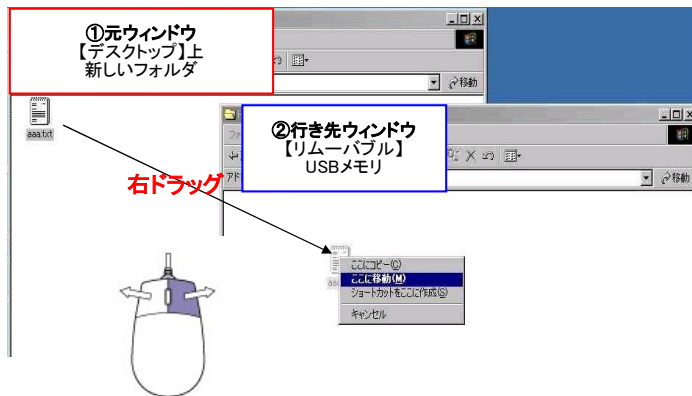 ①元ウィンドウ
【デスクトップ】上
新しいフォルダ
移動
aaa.txt
②行き先ウィンドウ
【リムーバブル】
USBメモリ
移動
右ドラッグ
ここにコピー(C)
ここに移動(M)
ショートカットをここに作成(S)
キャンセル